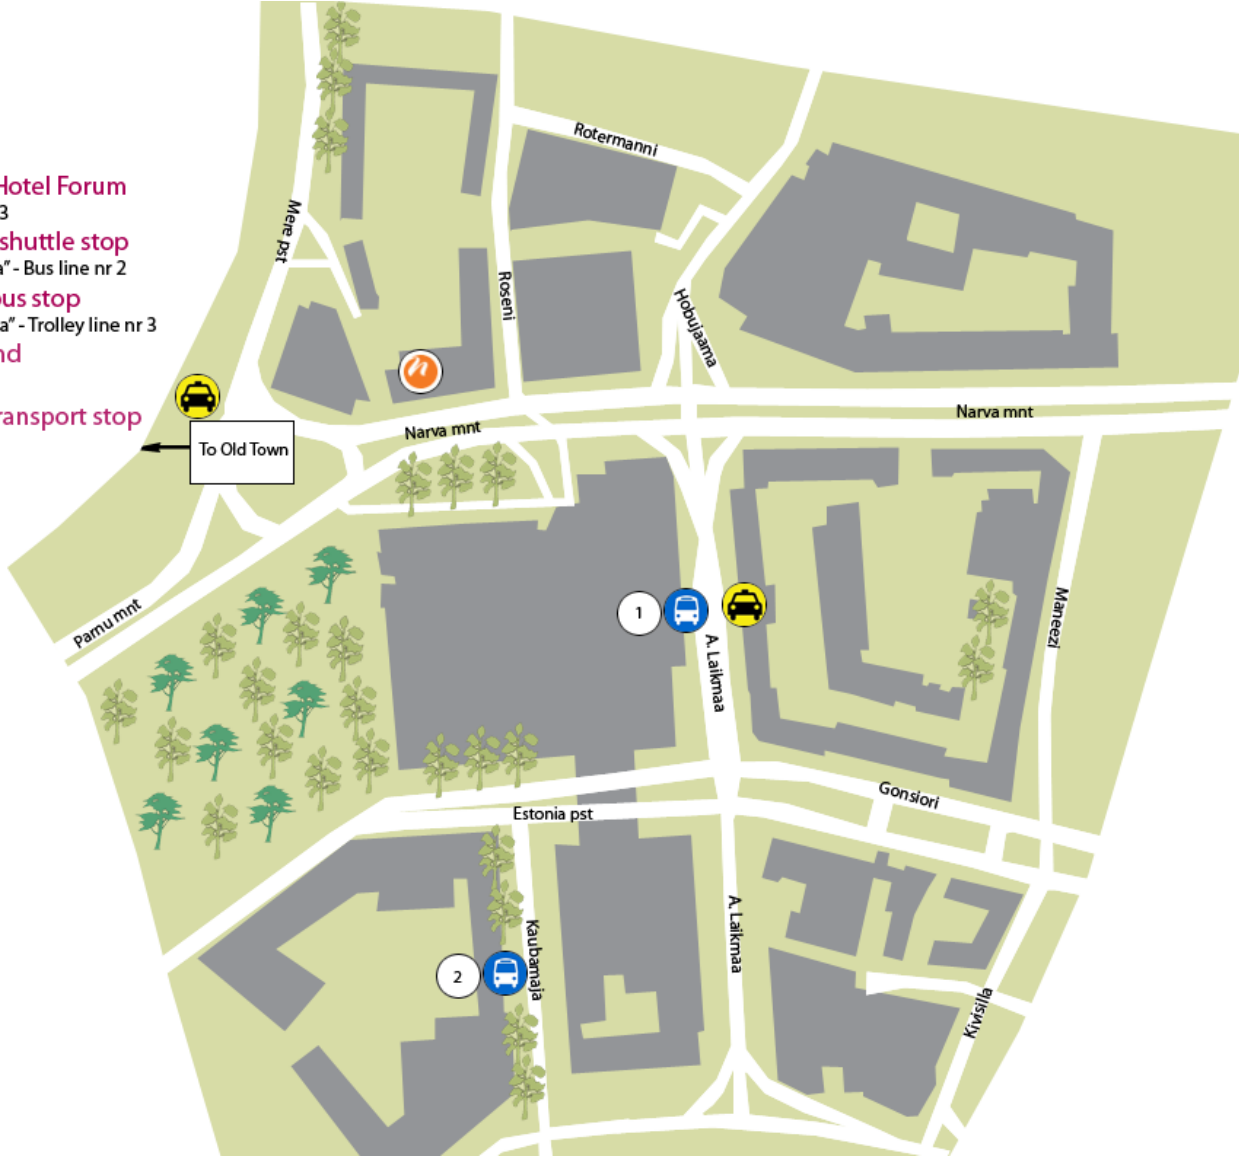 Hotel Forum
3
shuttle stop
a" - Bus line nr 2
bus stop
a" - Trolley line nr 3
nd
ransport stop
Rotermanni
Mere pst
Roseni
Hobujaama
n
To Old Town
Narva mnt
Narva mnt
Parnu mnt
1
A. Laikmaa
Maneezi
Gonsiori
Estonia pst
A. Laikmaa
Kaubamaja
2
Kivisilla